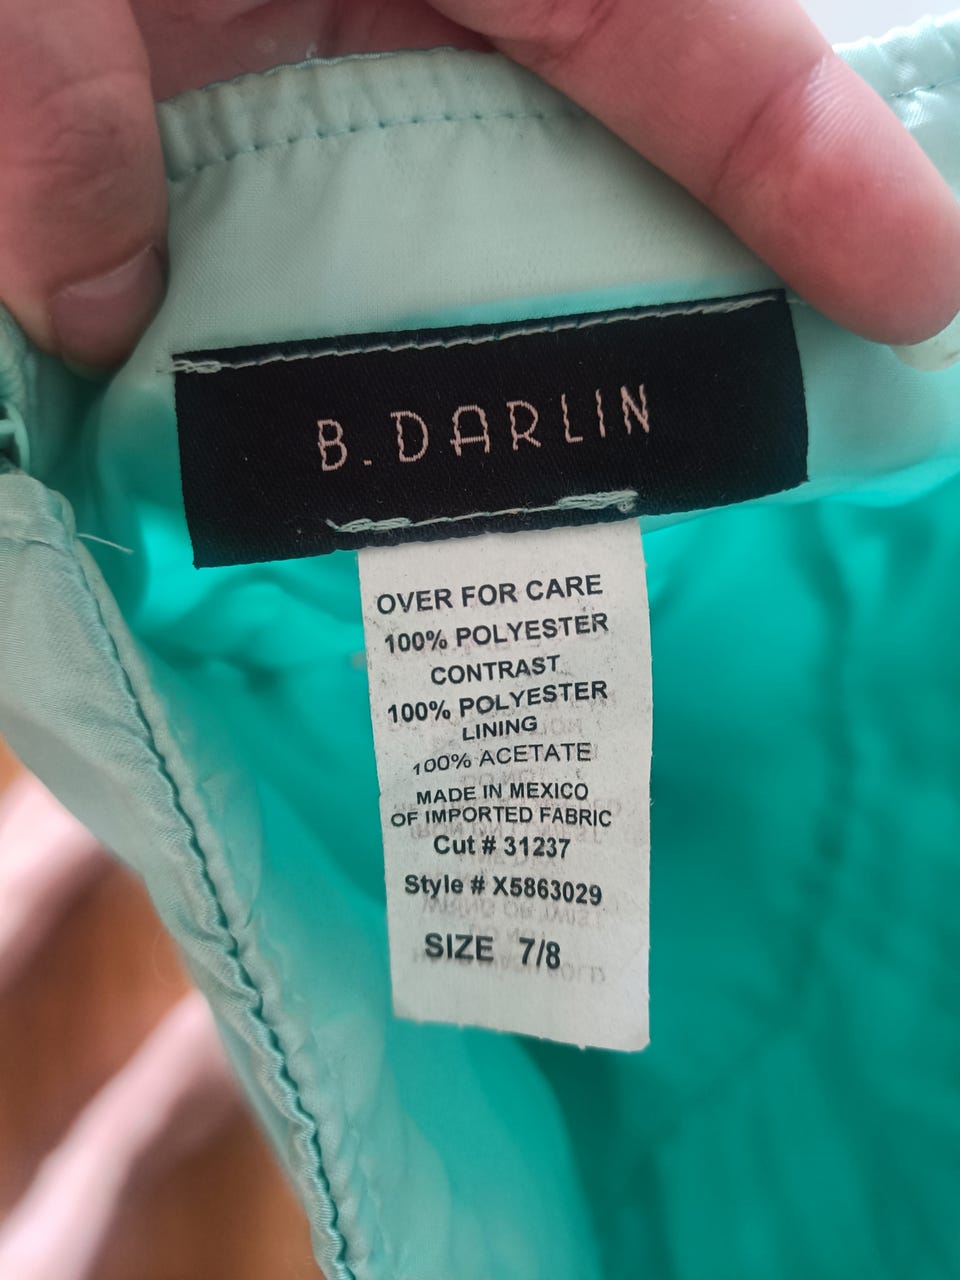 B. DARLIN
OVER FOR CARE
100% POLYESTER
CONTRAST
100% POLYESTER
LINING
100% ACETATE
MADE IN MEXICO
OF IMPORTED FABRIC
Cut # 31237
Style # X5863029
SIZE 7/8